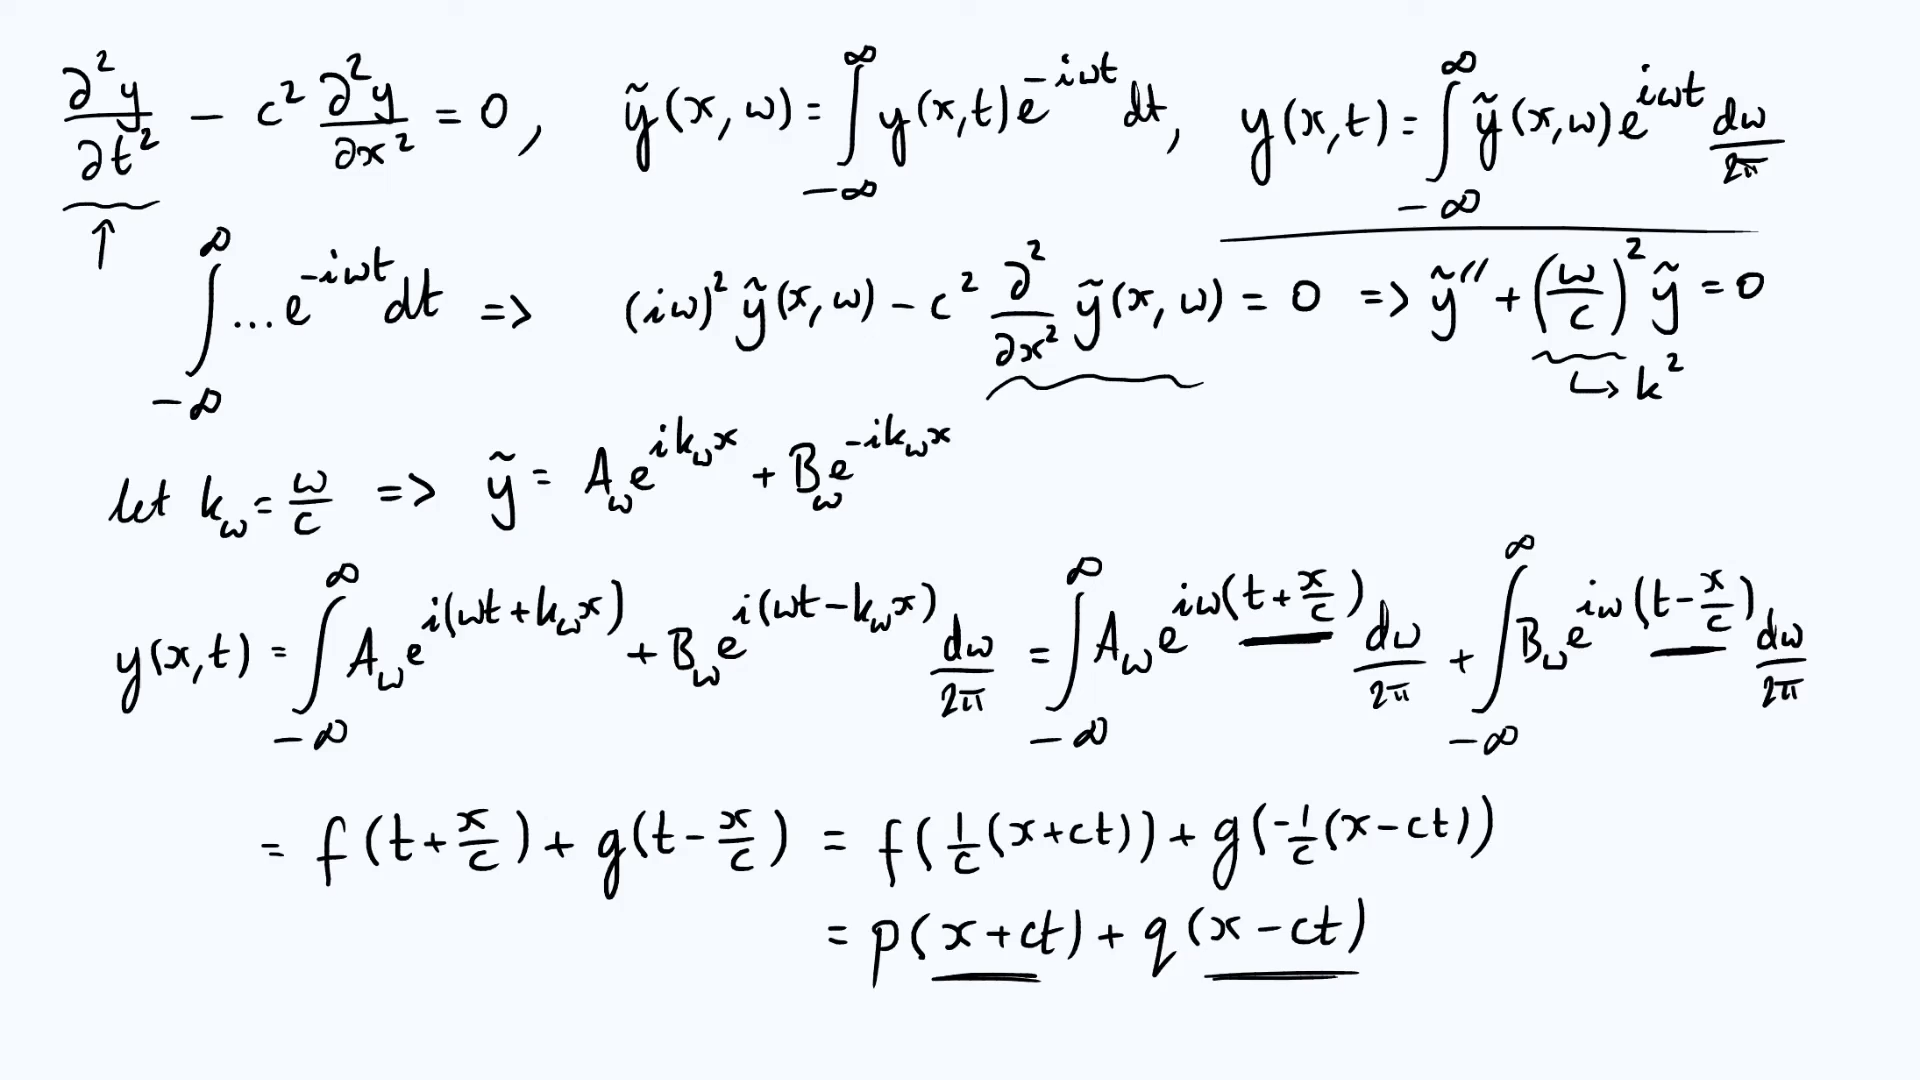 ∂²y/∂t² − c² ∂²y/∂x² = 0, ỹ(x, ω) = ∫_{-∞}^{∞} y(x,t) e^{-iωt} dt, y(x,t) = ∫_{-∞}^{∞} ỹ(x,ω) e^{iωt} dω/2π
↑ ∫_{-∞}^{∞} ... e^{-iωt} dt => (iω)² ỹ(x, ω) − c² ∂²/∂x² ỹ(x, ω) = 0 => ỹ'' + (ω/c)² ỹ = 0
↳ k²
let k_ω = ω/c => ỹ = A_ω e^{ik_ω x} + B_ω e^{-ik_ω x}
y(x,t) = ∫_{-∞}^{∞} A_ω e^{i(ωt + k_ω x)} + B_ω e^{i(ωt − k_ω x)} dω/2π = ∫_{-∞}^{∞} A_ω e^{iω(t + x/c)} dω/2π + ∫_{-∞}^{∞} B_ω e^{iω(t − x/c)} dω/2π
= f(t + x/c) + g(t − x/c) = f(1/c (x+ct)) + g(−1/c (x−ct))
= p(x+ct) + q(x−ct)